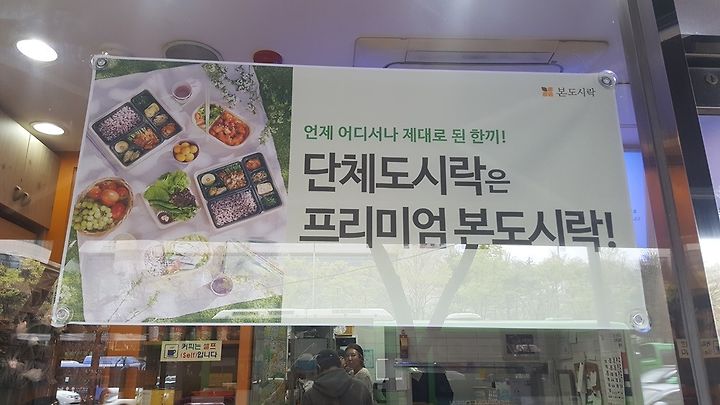 본도시락
언제 어디서나 제대로 된 한끼!
단체도시락은
프리미엄 본도시락!
커피는 셀프
(Self)입니다